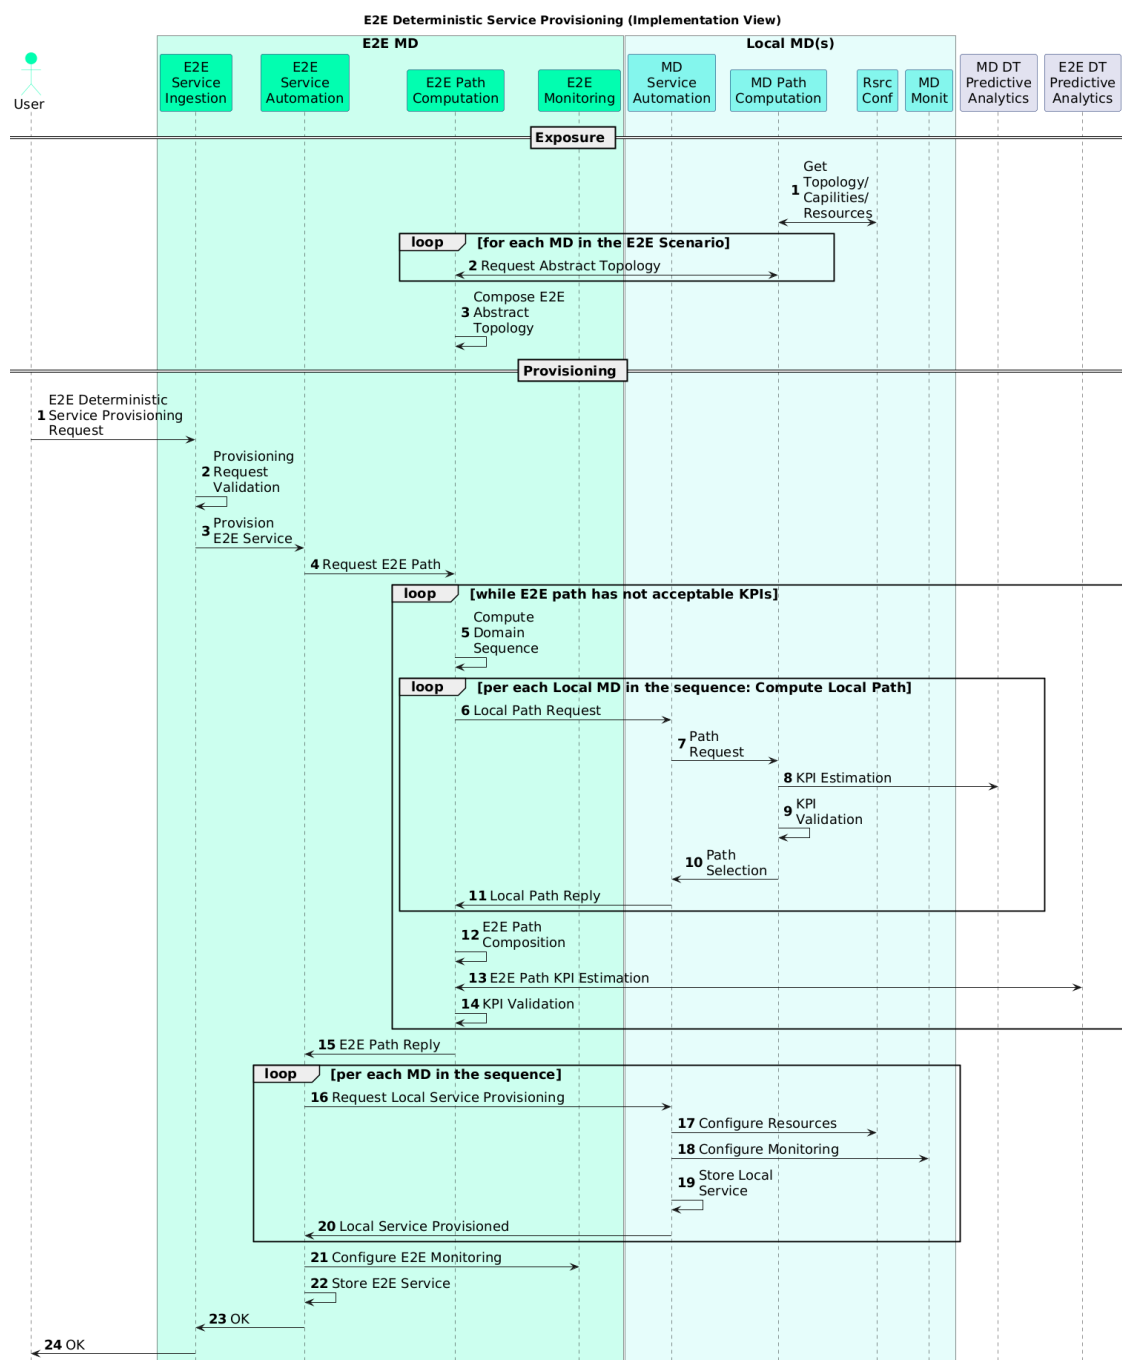 E2E Deterministic Service Provisioning (Implementation View)
E2E MD
Local MD(s)
User
E2E
Service
Ingestion
E2E
Service
Automation
E2E Path
Computation
E2E
Monitoring
MD
Service
Automation
MD Path
Computation
Rsrc
Conf
MD
Monit
MD DT
Predictive
Analytics
E2E DT
Predictive
Analytics
Exposure
Get
Topology/
1 Capilities/
Resources
loop [for each MD in the E2E Scenario]
2 Request Abstract Topology
Compose E2E
3 Abstract
Topology
Provisioning
E2E Deterministic
1 Service Provisioning
Request
Provisioning
2 Request
Validation
3 Provision
E2E Service
4 Request E2E Path
loop [while E2E path has not acceptable KPIs]
Compute
5 Domain
Sequence
loop [per each Local MD in the sequence: Compute Local Path]
6 Local Path Request
7 Path
Request
8 KPI Estimation
9 KPI
Validation
10 Path
Selection
11 Local Path Reply
12 E2E Path
Composition
13 E2E Path KPI Estimation
14 KPI Validation
15 E2E Path Reply
loop [per each MD in the sequence]
16 Request Local Service Provisioning
17 Configure Resources
18 Configure Monitoring
19 Store Local
Service
20 Local Service Provisioned
21 Configure E2E Monitoring
22 Store E2E Service
23 OK
24 OK